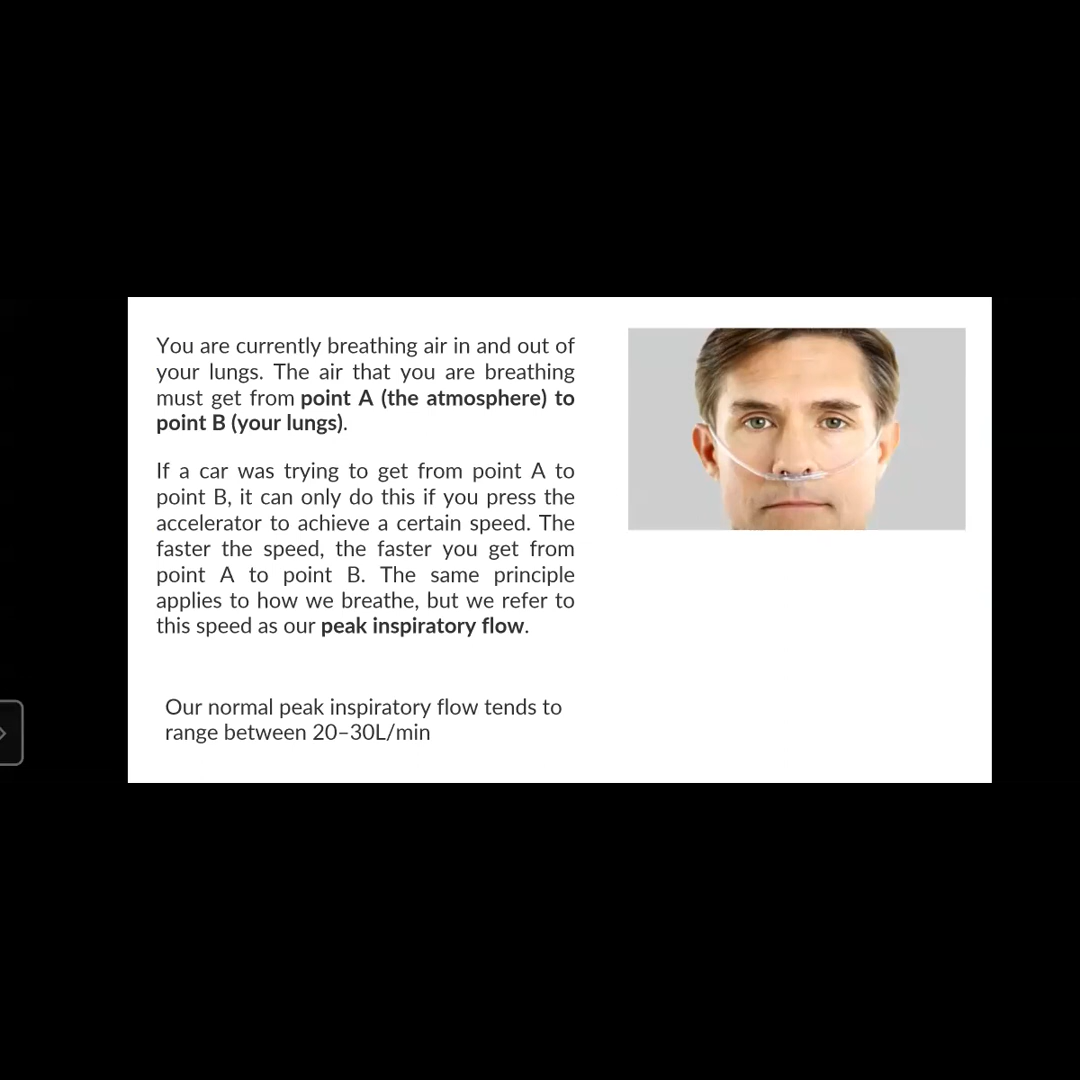 You are currently breathing air in and out of
your lungs. The air that you are breathing
must get from point A (the atmosphere) to
point B (your lungs).
If a car was trying to get from point A to
point B, it can only do this if you press the
accelerator to achieve a certain speed. The
faster the speed, the faster you get from
point A to point B. The same principle
applies to how we breathe, but we refer to
this speed as our peak inspiratory flow.
Our normal peak inspiratory flow tends to
range between 20–30L/min